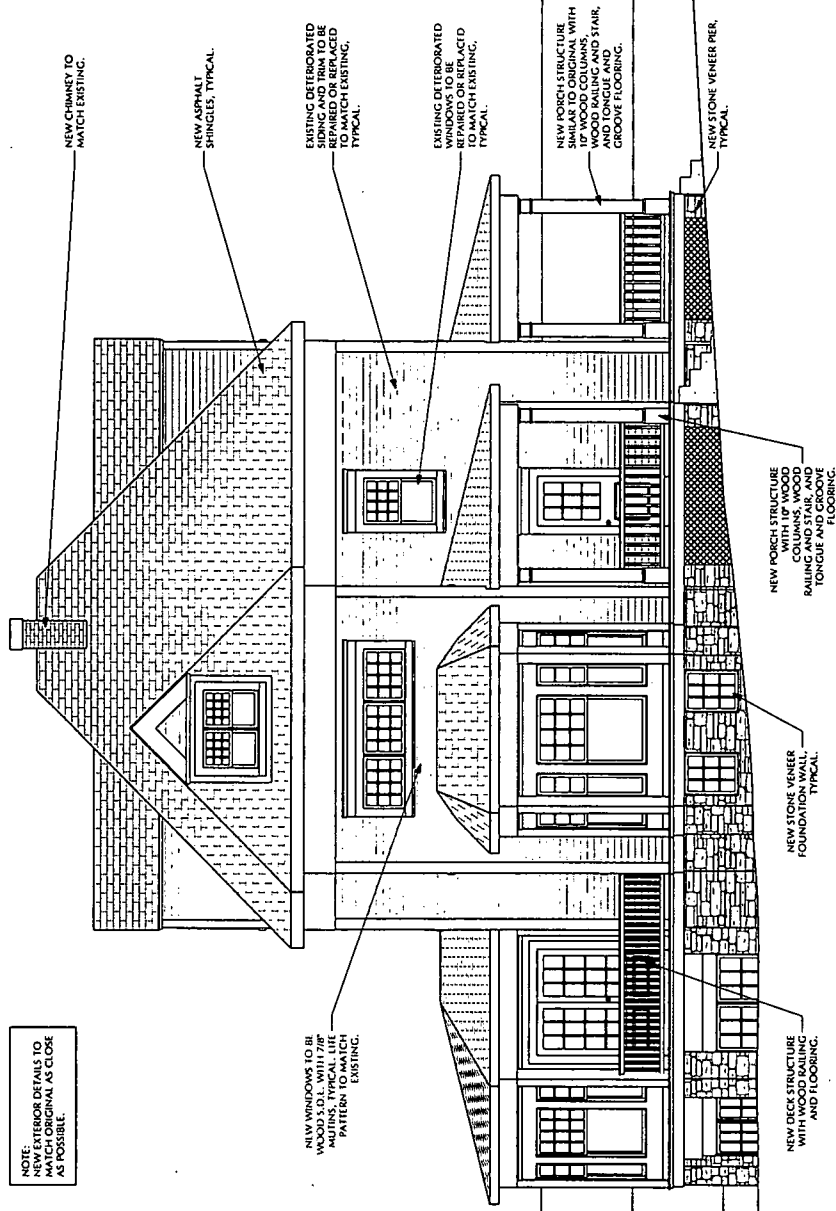 NOTE:
NEW EXTERIOR DETAILS TO
MATCH ORIGINAL AS CLOSE
AS POSSIBLE.
NEW CHIMNEY TO
MATCH EXISTING.
NEW ASPHALT
SHINGLES, TYPICAL.
EXISTING DETERIORATED
SIDING AND TRIM TO BE
REPAIRED OR REPLACED
TO MATCH EXISTING,
TYPICAL.
EXISTING DETERIORATED
WINDOWS TO BE
REPAIRED OR REPLACED
TO MATCH EXISTING,
TYPICAL.
NEW PORCH STRUCTURE
SIMILAR TO ORIGINAL WITH
10" WOOD COLUMNS,
WOOD RAILING AND STAIR,
AND TONGUE AND
GROOVE FLOORING.
NEW STONE VENEER PIER,
TYPICAL.
NEW WINDOWS TO BE
WOOD S.D.L. WITH 7/8"
MUTINS, TYPICAL. LITE
PATTERN TO MATCH
EXISTING.
NEW DECK STRUCTURE
WITH WOOD RAILING
AND FLOORING.
NEW STONE VENEER
FOUNDATION WALL,
TYPICAL.
NEW PORCH STRUCTURE
WITH 10" WOOD
COLUMNS, WOOD
RAILING AND STAIR, AND
TONGUE AND GROOVE
FLOORING.